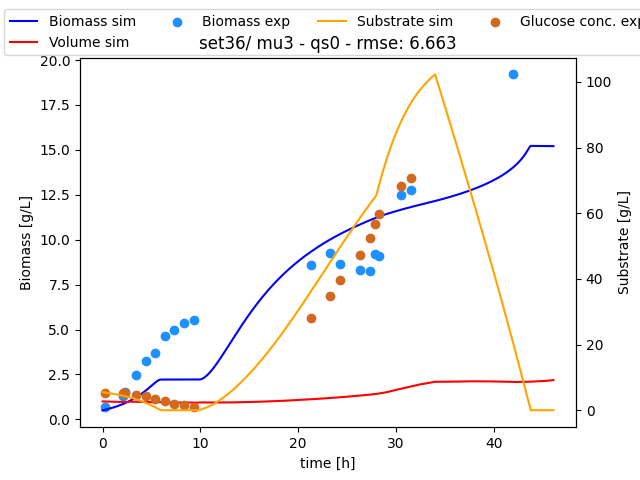 Biomass sim Biomass exp Substrate sim Glucose conc. exp
Volume sim
set36/ mu3 - qs0 - rmse: 6.663
20.0
17.5
15.0
12.5
10.0
7.5
5.0
2.5
0.0
Biomass [g/L]
100
80
60
40
20
0
Substrate [g/L]
0 10 20 30 40
time [h]